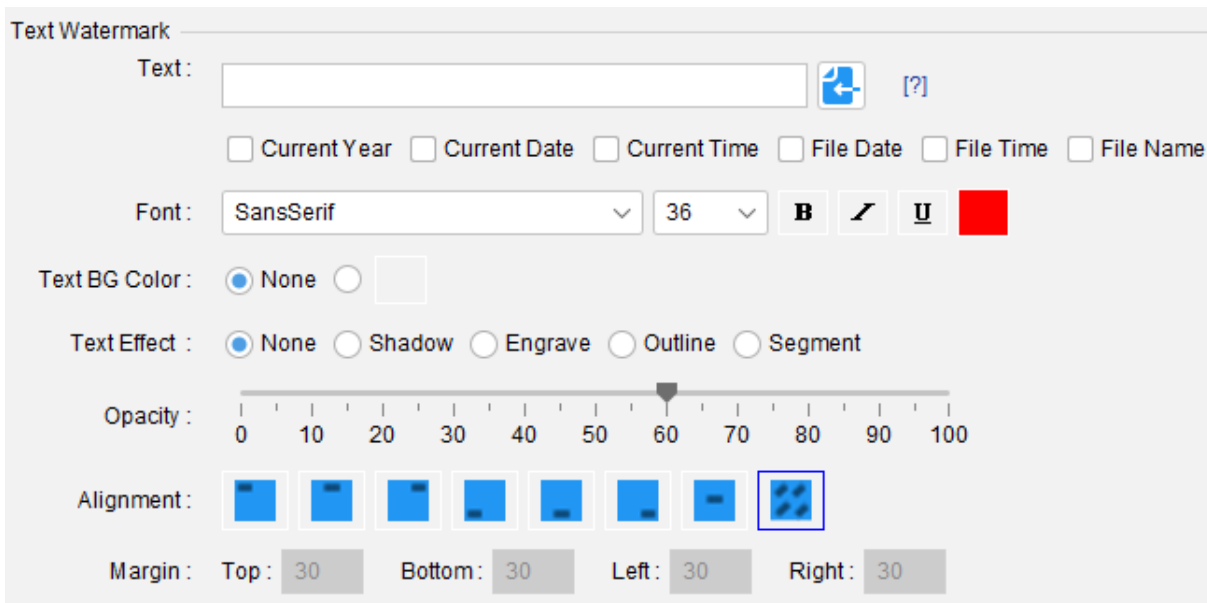 Text Watermark
Text :
[?]
Current Year Current Date Current Time File Date File Time File Name
Font : SansSerif 36 B I U
Text BG Color : None
Text Effect : None Shadow Engrave Outline Segment
Opacity :
0 10 20 30 40 50 60 70 80 90 100
Alignment :
Margin : Top : 30 Bottom : 30 Left : 30 Right : 30